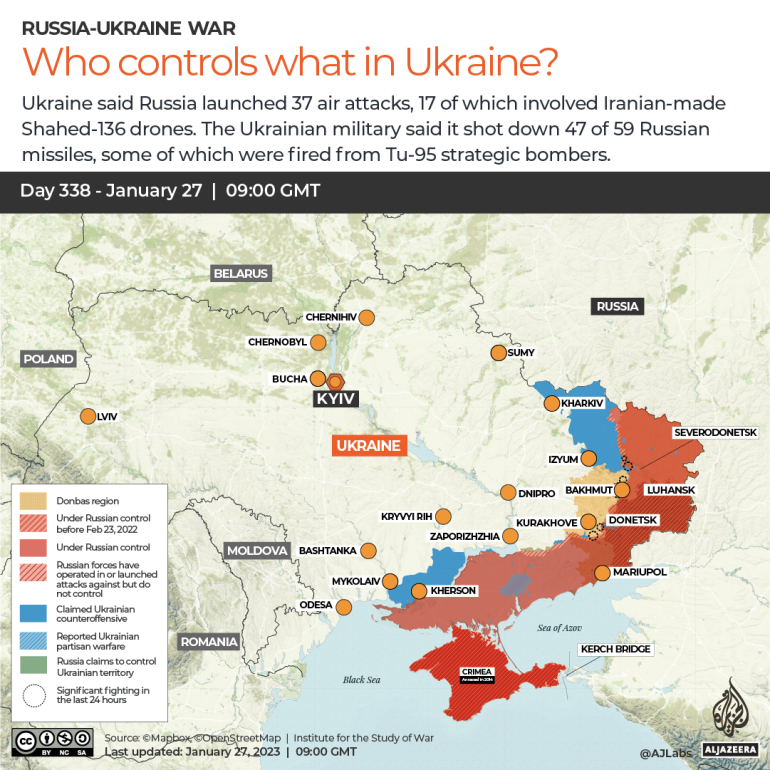 RUSSIA-UKRAINE WAR
Who controls what in Ukraine?
Ukraine said Russia launched 37 air attacks, 17 of which involved Iranian-made
Shahed-136 drones. The Ukrainian military said it shot down 47 of 59 Russian
missiles, some of which were fired from Tu-95 strategic bombers.
Day 338 - January 27 | 09:00 GMT
BELARUS
RUSSIA
CHERNIHIV
CHERNOBYL
SUMY
POLAND
BUCHA
KYIV
KHARKIV
LVIV
SEVERODONETSK
UKRAINE
IZYUM
DNIPRO
BAKHMUT
LUHANSK
KRYVYI RIH
KURAKHOVE
DONETSK
ZAPORIZHZHIA
MOLDOVA
BASHTANKA
MARIUPOL
MYKOLAIV
KHERSON
ODESA
ROMANIA
Sea of Azov
KERCH BRIDGE
CRIMEA
Annexed in 2014
Black Sea
Donbas region
Under Russian control
before Feb 23, 2022
Under Russian control
Russian forces have
operated in or launched
attacks against but do
not control
Claimed Ukrainian
counteroffensive
Reported Ukrainian
partisan warfare
Russia claims to control
Ukrainian territory
Significant fighting in
the last 24 hours
cc BY NC SA
Source: ©Mapbox, ©OpenStreetMap | Institute for the Study of War
Last updated: January 27, 2023 | 09:00 GMT
@AJLabs
ALJAZEERA